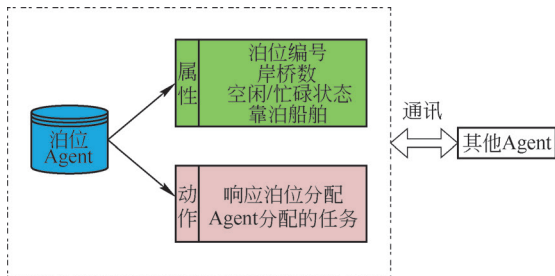 泊位
Agent
属性
泊位编号
岸桥数
空闲/忙碌状态
靠泊船舶
动作
响应泊位分配
Agent分配的任务
通讯
其他Agent